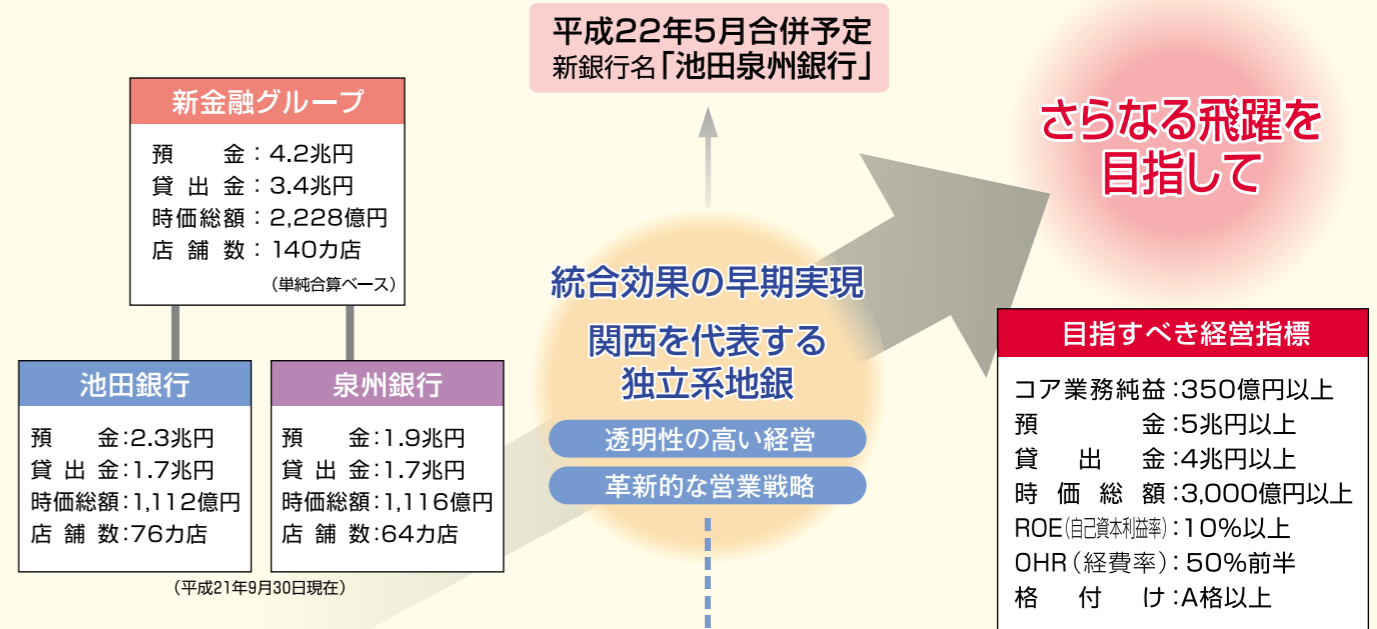 平成22年5月合併予定
新銀行名「池田泉州銀行」
新金融グループ
預金：4.2兆円
貸出金：3.4兆円
時価総額：2,228億円
店舗数：140カ店
（単純合算ベース）
池田銀行
預金：2.3兆円
貸出金：1.7兆円
時価総額：1,112億円
店舗数：76カ店
泉州銀行
預金：1.9兆円
貸出金：1.7兆円
時価総額：1,116億円
店舗数：64カ店
（平成21年9月30日現在）
統合効果の早期実現
関西を代表する
独立系地銀
透明性の高い経営
革新的な営業戦略
さらなる飛躍を
目指して
目指すべき経営指標
コア業務純益：350億円以上
預金：5兆円以上
貸出金：4兆円以上
時価総額：3,000億円以上
ROE（自己資本利益率）：10%以上
OHR（経費率）：50%前半
格付け：A格以上